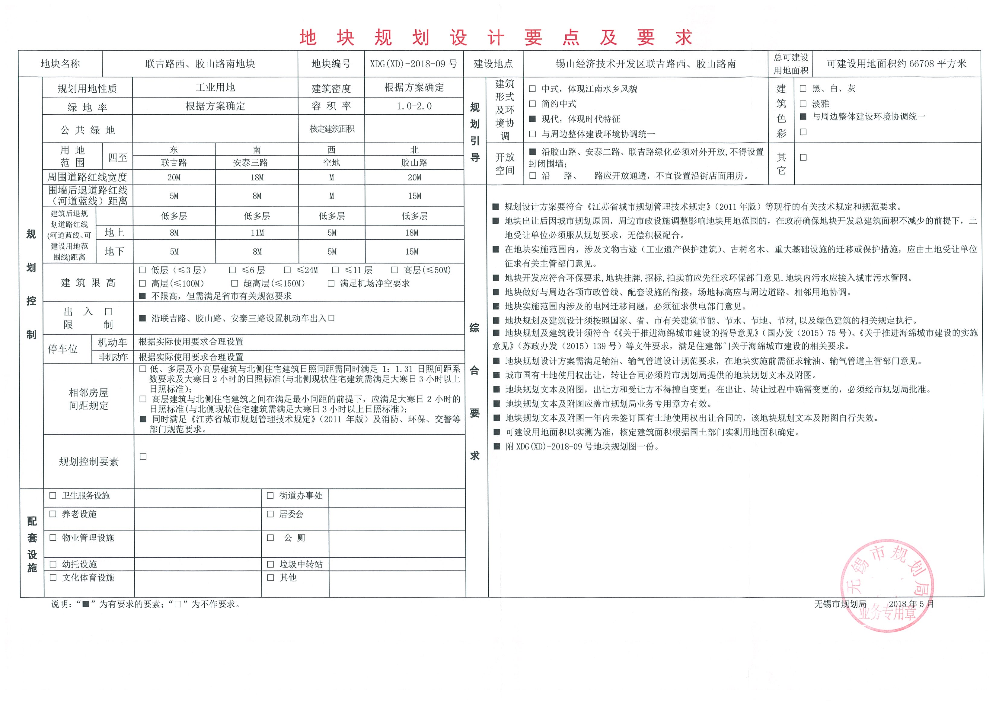 地块规划设计要点及要求
地块名称 联吉路西、胶山路南地块 地块编号 XDG(XD)-2018-09 号 建设地点 锡山经济技术开发区联吉路西、胶山路南 总可建设用地面积 可建设用地面积约 66708 平方米
规划控制
规划用地性质 工业用地 建筑密度 根据方案确定
绿地率 根据方案确定 容积率 1.0-2.0
公共绿地 核定建筑面积
用地范围 四至 东 南 西 北
联吉路 安泰三路 空地 胶山路
周围道路红线宽度 20M 18M M 20M
围墙后退道路红线
（河道蓝线）距离 5M 8M M 15M
建筑后退规
划道路红线
(河道蓝线、可
建设用地范
围线)距离
低多层 低多层 低多层 低多层
地上 8M 11M 5M 18M
地下 5M 8M 5M 15M
建筑限高
□ 低层（≤3 层） □ ≤6 层 □ ≤24M □ ≤11 层 □ 高层(≤50M)
□ 高层(≤100M） □ 超高层(≤150M） □ 满足机场净空要求
■ 不限高，但需满足省市有关规范要求
出入口
限制
■ 沿联吉路、胶山路、安泰三路设置机动车出入口
停车位 机动车 根据实际使用要求合理设置
非机动车 根据实际使用要求合理设置
相邻房屋
间距规定
□ 低、多层及小高层建筑与北侧住宅建筑日照间距需同时满足 1：1.31 日照间距系
数要求及大寒日 2 小时的日照标准(与北侧现状住宅建筑需满足大寒日 3 小时以上
日照标准）；
□ 高层建筑与北侧住宅建筑之间在满足最小间距的前提下，应满足大寒日 2 小时的
日照标准(与北侧现状住宅建筑需满足大寒日 3 小时以上日照标准）；
■ 同时满足《江苏省城市规划管理技术规定》（2011 年版）及消防、环保、交警等
部门规范要求。
规划控制要素 □
配套设施
□ 卫生服务设施 □ 街道办事处
□ 养老设施 □ 居委会
□ 物业管理设施 □ 公厕
□ 幼托设施 □ 垃圾中转站
□ 文化体育设施 □ 其他
规划引导
建筑
形式
及环
境协
调
□ 中式，体现江南水乡风貌
□ 简约中式
■ 现代，体现时代特征
□ 与周边整体建设环境协调统一
建筑色彩
□ 黑、白、灰
□ 淡雅
■ 与周边整体建设环境协调统一
□
开放
空间
■ 沿胶山路、安泰二路、联吉路绿化必须对外开放,不得设置
封闭围墙；
□ 沿 路、 路应开放通透，不宜设置沿街店面用房。
其它 □
综合要求
■ 规划设计方案要符合《江苏省城市规划管理技术规定》（2011 年版）等现行的有关技术规定和规范要求。
■ 地块出让后因城市规划原因，周边市政设施调整影响地块用地范围的，在政府确保地块开发总建筑面积不减少的前提下，土
地受让单位必须服从规划要求，无偿积极配合。
■ 在地块实施范围内，涉及文物古迹（工业遗产保护建筑）、古树名木、重大基础设施的迁移或保护措施，应由土地受让单位
征求有关主管部门意见。
■ 地块开发应符合环保要求,地块挂牌,招标,拍卖前应先征求环保部门意见.地块内污水应接入城市污水管网。
■ 地块做好与周边各项市政管线、配套设施的衔接，场地标高应与周边道路、相邻用地协调。
■ 地块实施范围内涉及的电网迁移问题，必须征求供电部门意见。
■ 地块规划及建筑设计须按照国家、省、市有关建筑节能、节水、节地、节材,以及绿色建筑的相关规定执行。
■ 地块规划及建筑设计须符合《《关于推进海绵城市建设的指导意见》（国办发（2015）75 号）、《关于推进海绵城市建设的实施
意见》（苏政办发（2015）139 号）等文件要求，满足住建部门关于海绵城市建设的相关要求。
■ 地块规划设计方案需满足输油、输气管道设计规范要求，在地块实施前需征求输油、输气管道主管部门意见。
■ 城市国有土地使用权出让，转让合同必须附市规划局提供的地块规划文本及附图。
■ 地块规划文本及附图，出让方和受让方不得擅自变更；在出让、转让过程中确需变更的，必须经市规划局批准。
■ 地块规划文本及附图应盖市规划局业务专用章方有效。
■ 地块规划文本及附图一年内未签订国有土地使用权出让合同的，该地块规划文本及附图自行失效。
■ 可建设用地面积以实测为准，核定建筑面积根据国土部门实测用地面积确定。
■ 附 XDG(XD)-2018-09 号地块规划图一份。
说明：“■”为有要求的要素；“□”为不作要求。
无锡市规划局 2018 年 5 月
无锡市规划局
业务专用章